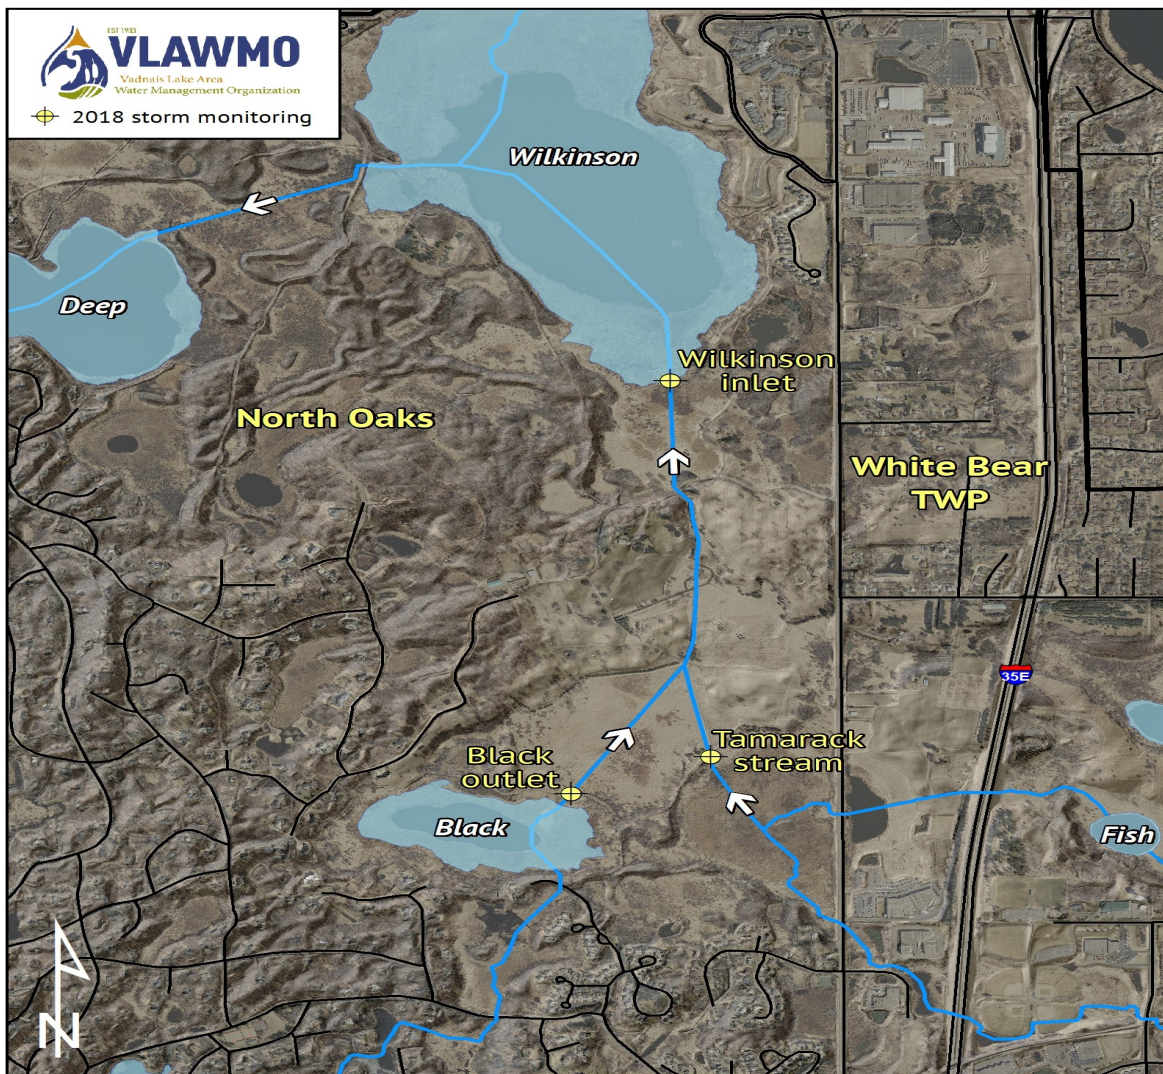 EST 1983
VLAWMO
Vadnais Lake Area
Water Management Organization
2018 storm monitoring
Wilkinson
Deep
Wilkinson
inlet
North Oaks
White Bear
TWP
35E
Tamarack
stream
Black
outlet
Black
Fish
N